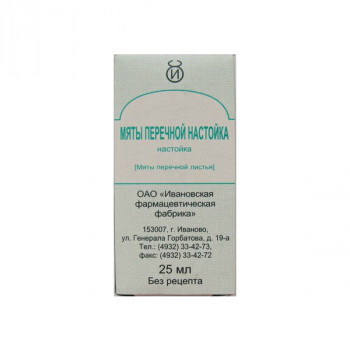 И
МЯТЫ ПЕРЕЧНОЙ НАСТОЙКА
настойка
[Мяты перечной листья]
ОАО «Ивановская
фармацевтическая
фабрика»
153007, г. Иваново,
ул. Генерала Горбатова, д. 19-а
Тел.: (4932) 33-42-73,
факс: (4932) 33-42-72
25 мл
Без рецепта